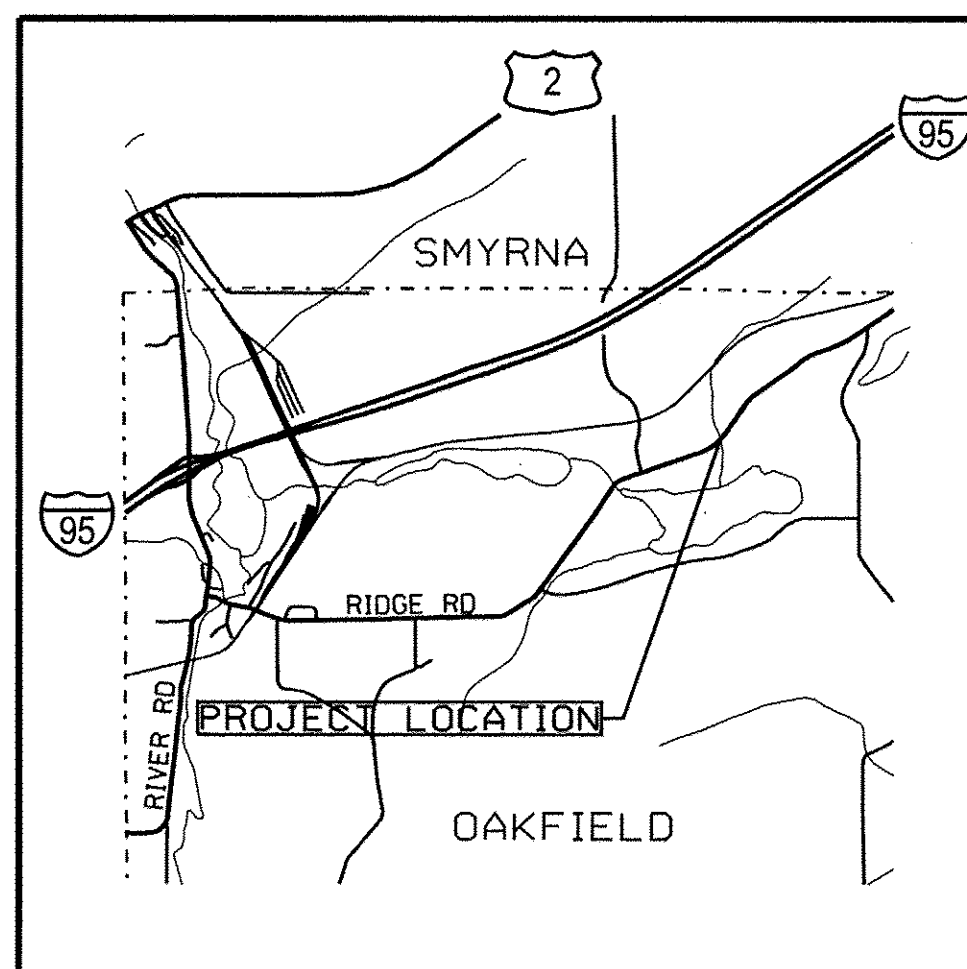 2
95
SMYRNA
95
RIDGE RD
RIVER RD
PROJECT LOCATION
OAKFIELD